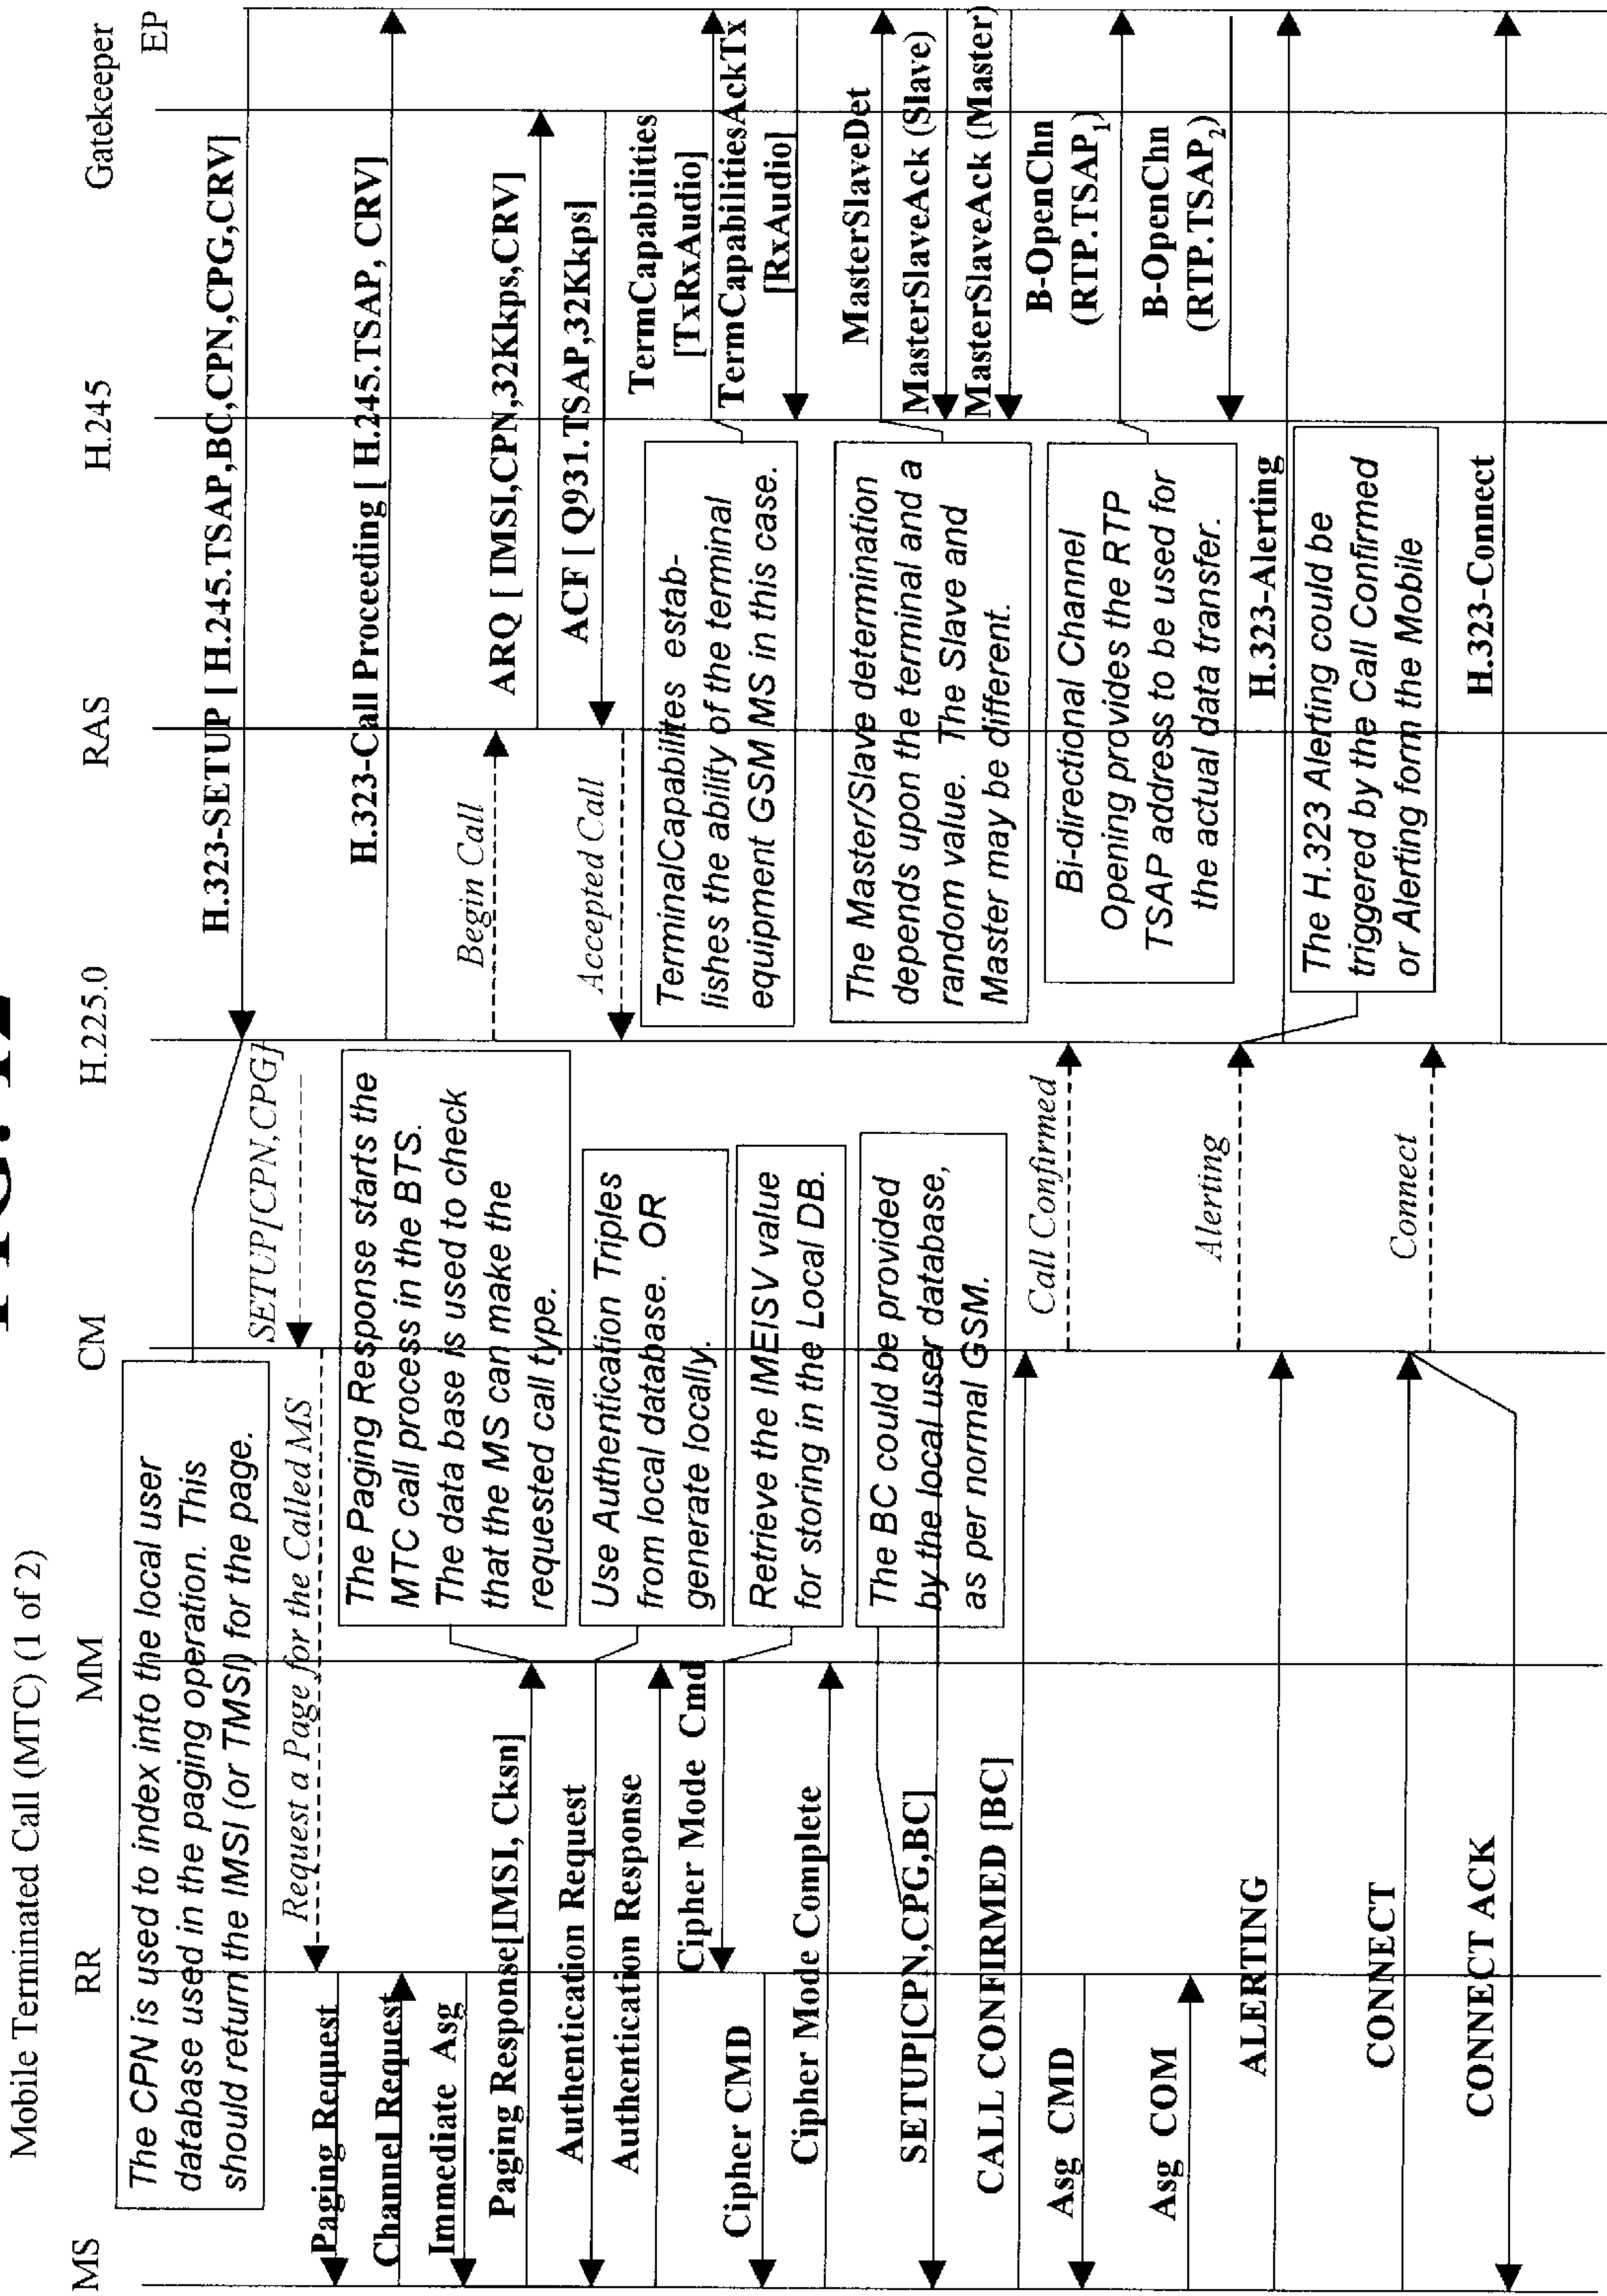 FIG. 12
Mobile Terminated Call (MTC) (1 of 2)
MS
RR
MM
CM
H.225.0
RAS
H.245
Gatekeeper
EP
The CPN is used to index into the local user
database used in the paging operation. This
should return the IMSI (or TMSI) for the page.
H.323-SETUP [ H.245.TSAP,BC,CPN,CPG,CRV]
SETUP[CPN,CPG]
Request a Page for the Called MS
Paging Request
H.323-Call Proceeding [ H.245.TSAP, CRV]
Channel Request
Immediate Asg
Begin Call
The Paging Response starts the
MTC call process in the BTS.
The data base is used to check
that the MS can make the
requested call type.
Paging Response[IMSI, Cksn]
ARQ [ IMSI,CPN,32Kkps,CRV]
Authentication Request
ACF [ Q931.TSAP,32Kkps]
Accepted Call
Authentication Response
Use Authentication Triples
from local database. OR
generate locally.
TermCapabilities
[TxRxAudio]
TermCapabilitiesAckTx
[RxAudio]
TerminalCapabilites estab-
lishes the ability of the terminal
equipment GSM MS in this case.
Cipher Mode Cmd
Cipher CMD
Retrieve the IMEISV value
for storing in the Local DB.
Cipher Mode Complete
MasterSlaveDet
MasterSlaveAck (Slave)
MasterSlaveAck (Master)
The Master/Slave determination
depends upon the terminal and a
random value. The Slave and
Master may be different.
The BC could be provided
by the local user database,
as per normal GSM.
SETUP[CPN,CPG,BC]
CALL CONFIRMED [BC]
Call Confirmed
B-OpenChn
(RTP.TSAP1)
B-OpenChn
(RTP.TSAP2)
Bi-directional Channel
Opening provides the RTP
TSAP address to be used for
the actual data transfer.
Asg CMD
Asg COM
ALERTING
Alerting
H.323-Alerting
The H.323 Alerting could be
triggered by the Call Confirmed
or Alerting form the Mobile
CONNECT
Connect
H.323-Connect
CONNECT ACK